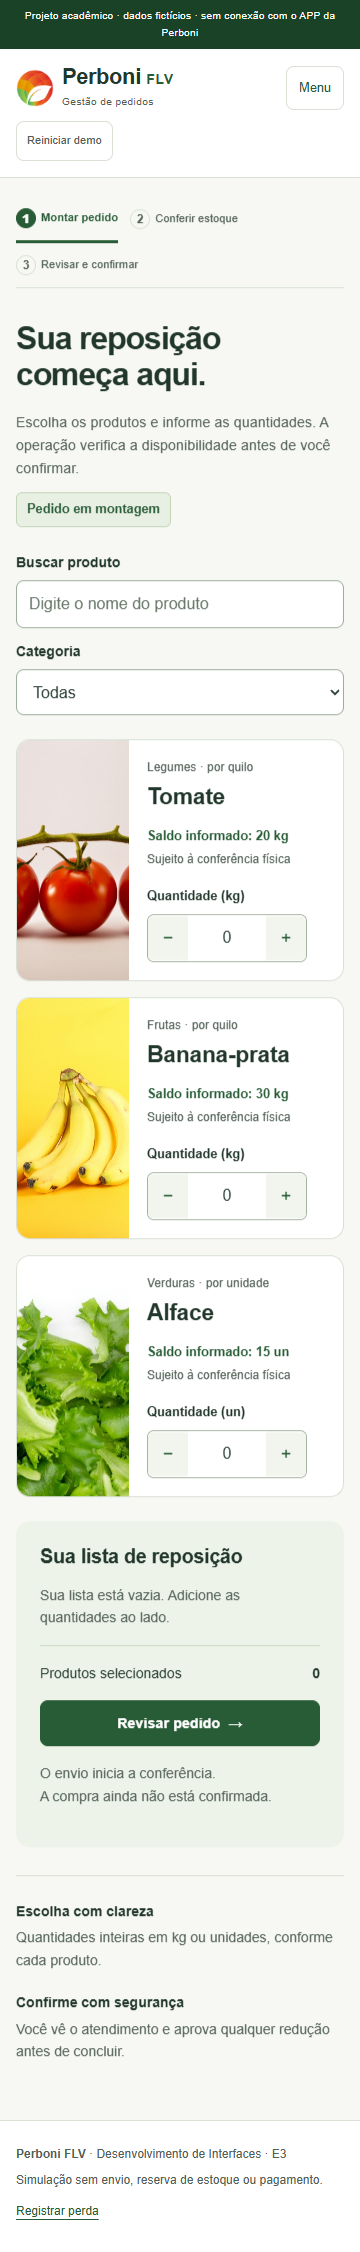 Projeto acadêmico · dados fictícios · sem conexão com o APP da
Perboni
Perboni FLV
Gestão de pedidos
Menu
Reiniciar demo
1 Montar pedido
2 Conferir estoque
3 Revisar e confirmar
Sua reposição
começa aqui.
Escolha os produtos e informe as quantidades. A
operação verifica a disponibilidade antes de você
confirmar.
Pedido em montagem
Buscar produto
Digite o nome do produto
Categoria
Todas
Legumes · por quilo
Tomate
Saldo informado: 20 kg
Sujeito à conferência física
Quantidade (kg)
− 0 +
Frutas · por quilo
Banana-prata
Saldo informado: 30 kg
Sujeito à conferência física
Quantidade (kg)
− 0 +
Verduras · por unidade
Alface
Saldo informado: 15 un
Sujeito à conferência física
Quantidade (un)
− 0 +
Sua lista de reposição
Sua lista está vazia. Adicione as
quantidades ao lado.
Produtos selecionados 0
Revisar pedido →
O envio inicia a conferência.
A compra ainda não está confirmada.
Escolha com clareza
Quantidades inteiras em kg ou unidades, conforme
cada produto.
Confirme com segurança
Você vê o atendimento e aprova qualquer redução
antes de concluir.
Perboni FLV · Desenvolvimento de Interfaces · E3
Simulação sem envio, reserva de estoque ou pagamento.
Registrar perda